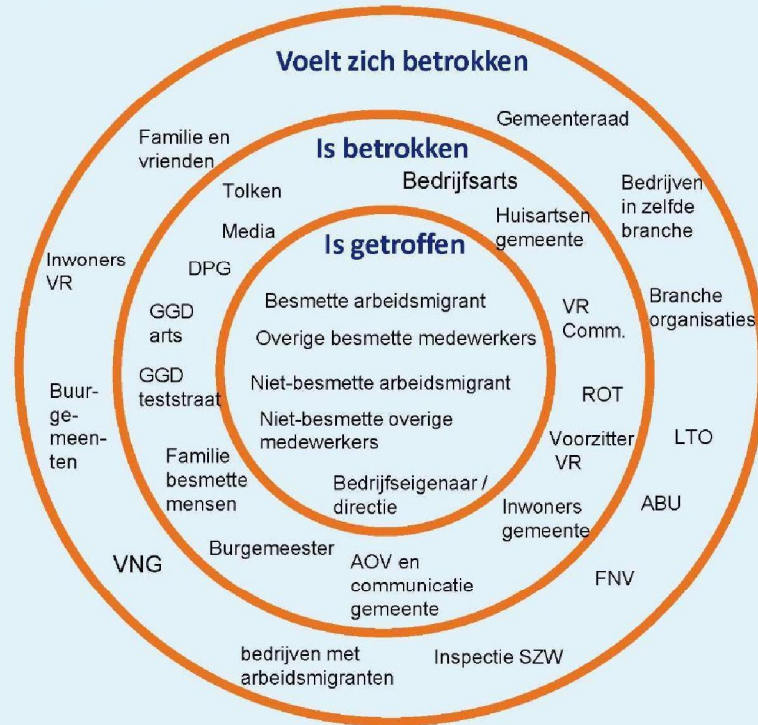 Voelt zich betrokken
Gemeenteraad
Familie en
vrienden
Bedrijven
in zelfde
branche
Inwoners
VR
Branche
organisaties
Buur-
ge-
meen-
ten
LTO
ABU
VNG
FNV
bedrijven met
arbeidsmigranten
Inspectie SZW
Is betrokken
Tolken
Bedrijfsarts
Media
Huisartsen
gemeente
DPG
GGD
arts
VR
Comm.
GGD
teststraat
ROT
Familie
besmette
mensen
Voorzitter
VR
Inwoners
gemeente
Burgemeester
AOV en
communicatie
gemeente
Is getroffen
Besmette arbeidsmigrant
Overige besmette medewerkers
Niet-besmette arbeidsmigrant
Niet-besmette overige
medewerkers
Bedrijfseigenaar /
directie